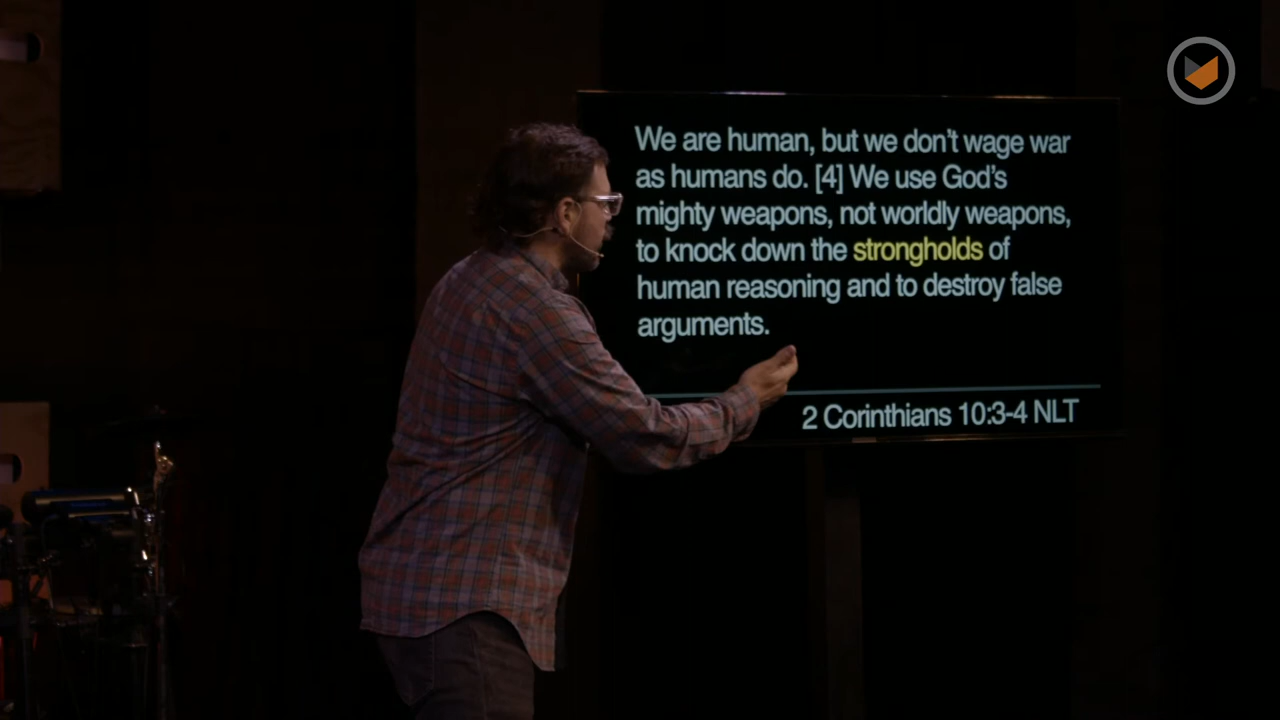 We are human, but we don't wage war
as humans do. [4] We use God's
mighty weapons, not worldly weapons,
to knock down the strongholds of
human reasoning and to destroy false
arguments.
2 Corinthians 10:3-4 NLT